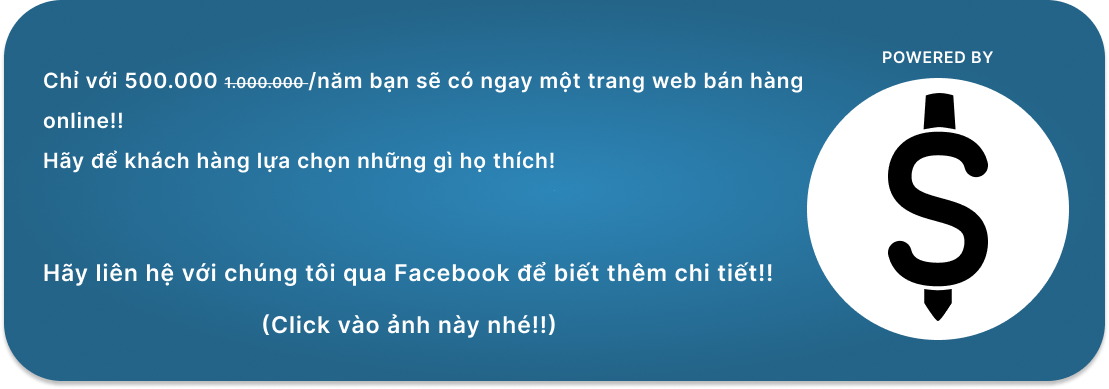 Chỉ với 500.000 1.000.000 /năm bạn sẽ có ngay một trang web bán hàng
online!!
Hãy để khách hàng lựa chọn những gì họ thích!
Hãy liên hệ với chúng tôi qua Facebook để biết thêm chi tiết!!
(Click vào ảnh này nhé!!)
POWERED BY